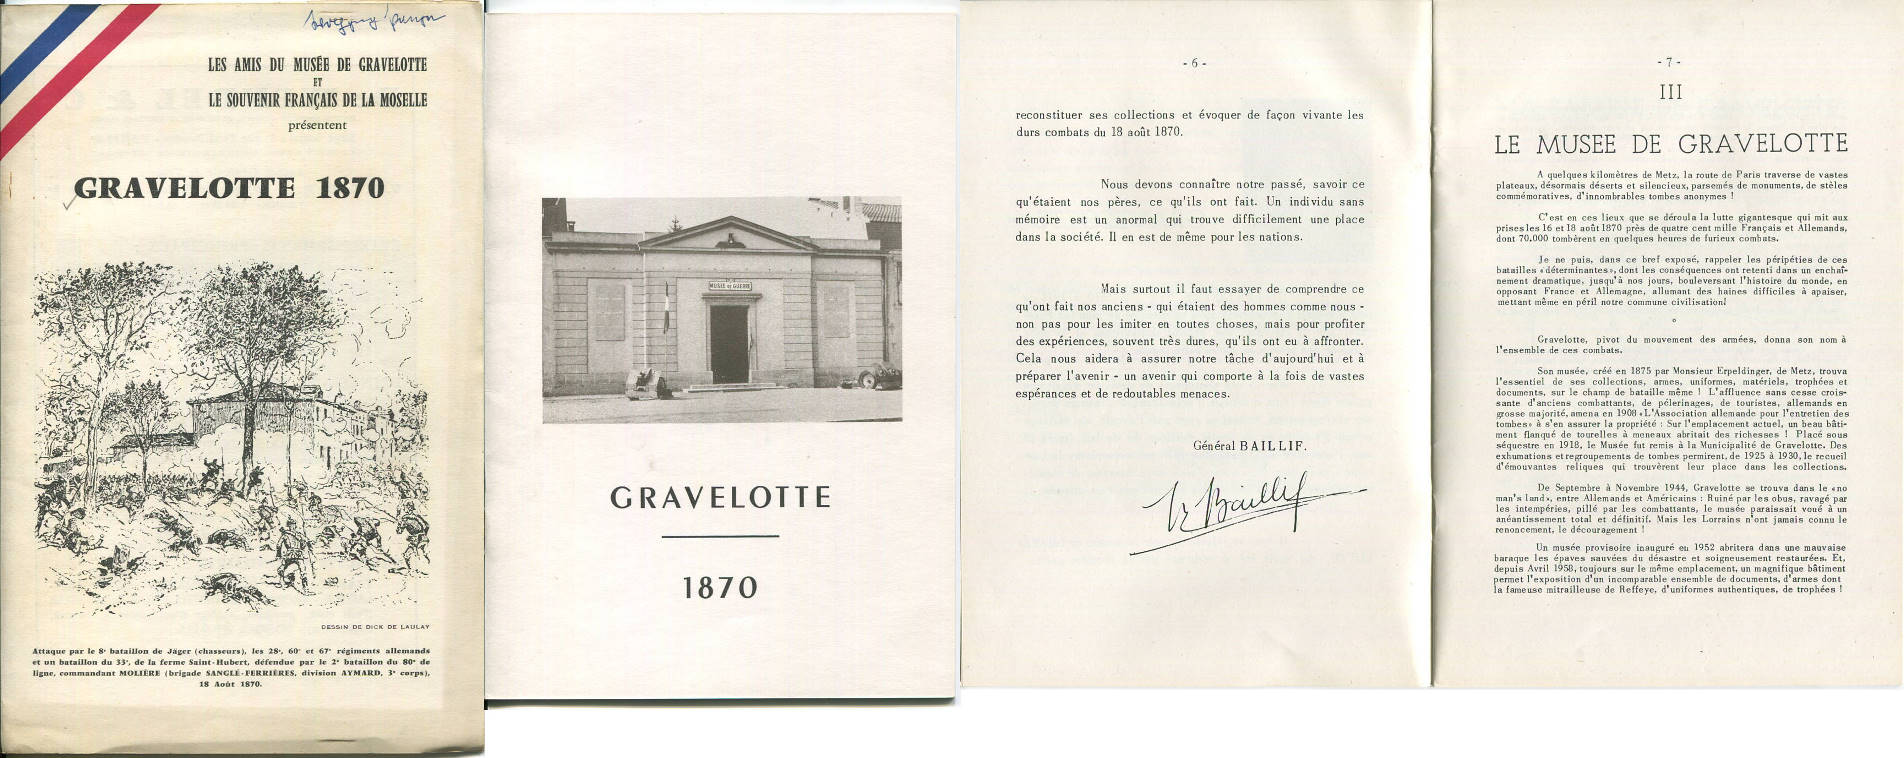 LES AMIS DU MUSÉE DE GRAVELOTTE
ET
LE SOUVENIR FRANÇAIS DE LA MOSELLE
présentent
GRAVELOTTE 1870
DESSIN DE DICK DE LAULAY
Attaque par le 8e bataillon de Jäger (chasseurs), les 28e, 60e et 67e régiments allemands
et un bataillon du 33e, de la ferme Saint-Hubert, défendue par le 2e bataillon du 80e de
ligne, commandant MOLIÈRE (brigade SANGLÉ-FERRIÈRES, division AYMARD, 3e corps),
18 Août 1870.
MUSÉE DE GUERRE
GRAVELOTTE
1870
- 6 -
reconstituer ses collections et évoquer de façon vivante les
durs combats du 18 août 1870.
Nous devons connaître notre passé, savoir ce
qu'étaient nos pères, ce qu'ils ont fait. Un individu sans
mémoire est un anormal qui trouve difficilement une place
dans la société. Il en est de même pour les nations.
Mais surtout il faut essayer de comprendre ce
qu'ont fait nos anciens - qui étaient des hommes comme nous -
non pas pour les imiter en toutes choses, mais pour profiter
des expériences, souvent très dures, qu'ils ont eu à affronter.
Cela nous aidera à assurer notre tâche d'aujourd'hui et à
préparer l'avenir - un avenir qui comporte à la fois de vastes
espérances et de redoutables menaces.
Général BAILLIF.
Baillif
- 7 -
III
LE MUSEE DE GRAVELOTTE
A quelques kilomètres de Metz, la route de Paris traverse de vastes
plateaux, désormais déserts et silencieux, parsemés de monuments, de stèles
commémoratives, d'innombrables tombes anonymes !
C'est en ces lieux que se déroula la lutte gigantesque qui mit aux
prises les 16 et 18 août 1870 près de quatre cent mille Français et Allemands,
dont 70.000 tombèrent en quelques heures de furieux combats.
Je ne puis, dans ce bref exposé, rappeler les péripéties de ces
batailles « déterminantes », dont les conséquences ont retenti dans un enchaî-
nement dramatique, jusqu'à nos jours, bouleversant l'histoire du monde, en
opposant France et Allemagne, allumant des haines difficiles à apaiser,
mettant même en péril notre commune civilisation!
°
Gravelotte, pivot du mouvement des armées, donna son nom à
l'ensemble de ces combats.
Son musée, créé en 1875 par Monsieur Erpeldinger, de Metz, trouva
l'essentiel de ses collections, armes, uniformes, matériels, trophées et
documents, sur le champ de bataille même ! L'affluence sans cesse crois-
sante d'anciens combattants, de pélerinages, de touristes, allemands en
grosse majorité, amena en 1908 « L'Association allemande pour l'entretien des
tombes » à s'en assurer la propriété : Sur l'emplacement actuel, un beau bâti-
ment flanqué de tourelles à meneaux abritait des richesses ! Placé sous
séquestre en 1918, le Musée fut remis à la Municipalité de Gravelotte. Des
exhumations et regroupements de tombes permirent, de 1925 à 1930, le recueil
d'émouvantes reliques qui trouvèrent leur place dans les collections.
De Septembre à Novembre 1944, Gravelotte se trouva dans le « no
man's land », entre Allemands et Américains : Ruiné par les obus, ravagé par
les intempéries, pillé par les combattants, le musée paraissait voué à un
anéantissement total et définitif. Mais les Lorrains n'ont jamais connu le
renoncement, le découragement !
Un musée provisoire inauguré en 1952 abritera dans une mauvaise
baraque les épaves sauvées du désastre et soigneusement restaurées. Et,
depuis Avril 1958, toujours sur le même emplacement, un magnifique bâtiment
permet l'exposition d'un incomparable ensemble de documents, d'armes dont
la fameuse mitrailleuse de Reffeye, d'uniformes authentiques, de trophées !